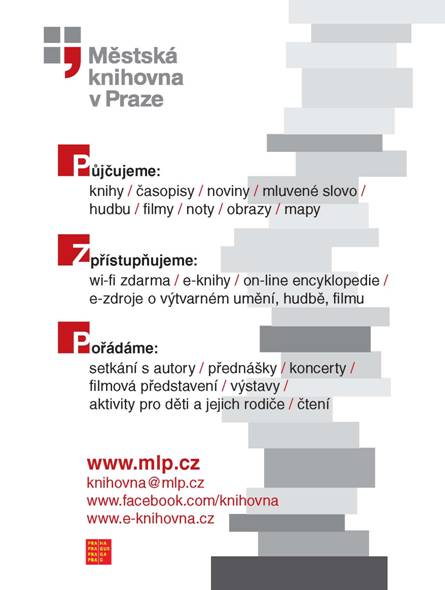 Městská
knihovna
v Praze
Půjčujeme:
knihy / časopisy / noviny / mluvené slovo /
hudbu / filmy / noty / obrazy / mapy
Zpřístupňujeme:
wi-fi zdarma / e-knihy / on-line encyklopedie /
e-zdroje o výtvarném umění, hudbě, filmu
Pořádáme:
setkání s autory / přednášky / koncerty /
filmová představení / výstavy /
aktivity pro děti a jejich rodiče / čtení
www.mlp.cz
knihovna@mlp.cz
www.facebook.com/knihovna
www.e-knihovna.cz
PRAHA
PRAGUE
PRAGA
PRAG